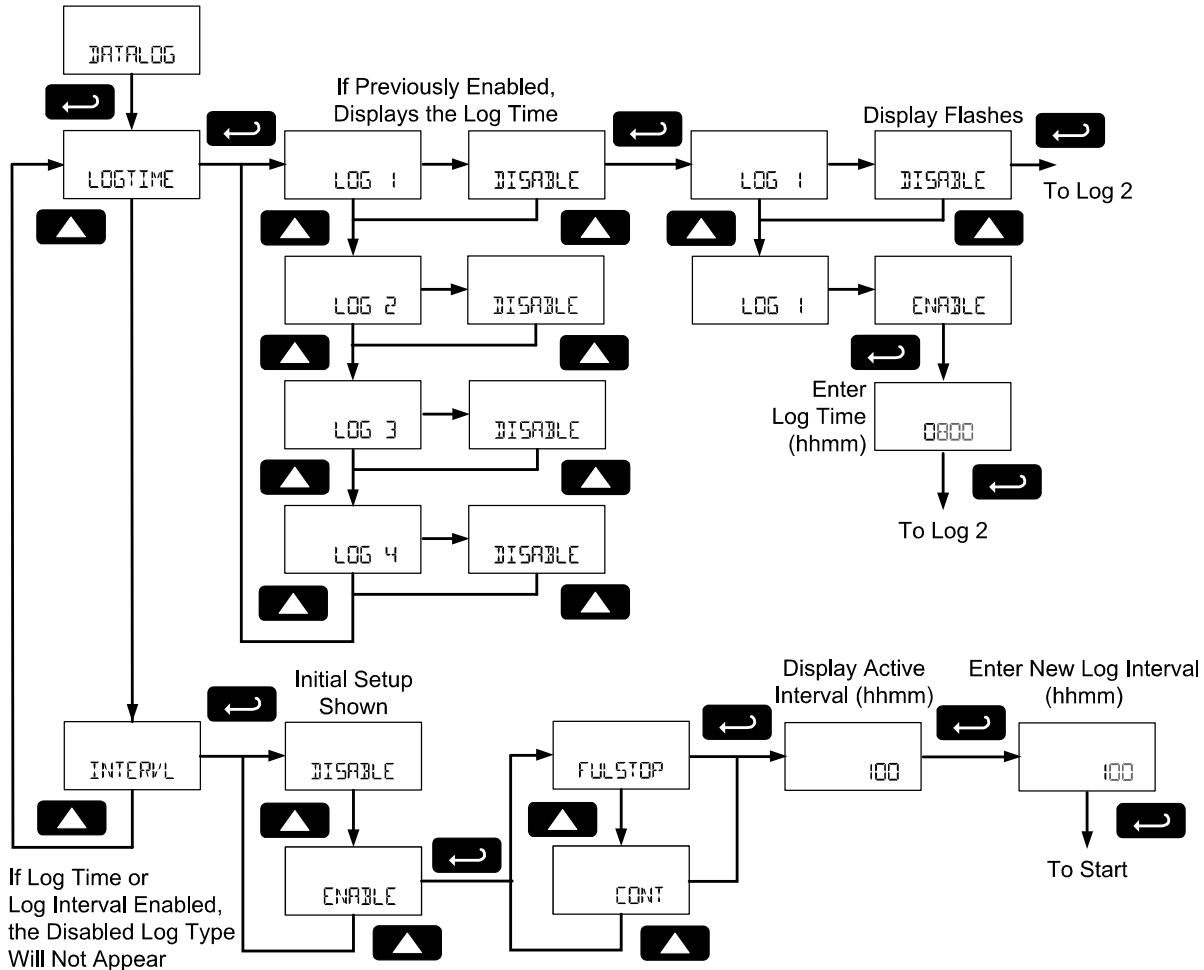 DATALOG
If Previously Enabled,
Displays the Log Time
Display Flashes
LOGTIME
LOG 1
DISABLE
LOG 1
DISABLE
To Log 2
LOG 2
DISABLE
LOG 1
ENABLE
Enter
Log Time
(hhmm)
0800
LOG 3
DISABLE
To Log 2
LOG 4
DISABLE
Initial Setup
Shown
Display Active
Interval (hhmm)
Enter New Log Interval
(hhmm)
INTERVL
DISABLE
FULSTOP
100
100
To Start
ENABLE
CONT
If Log Time or
Log Interval Enabled,
the Disabled Log Type
Will Not Appear